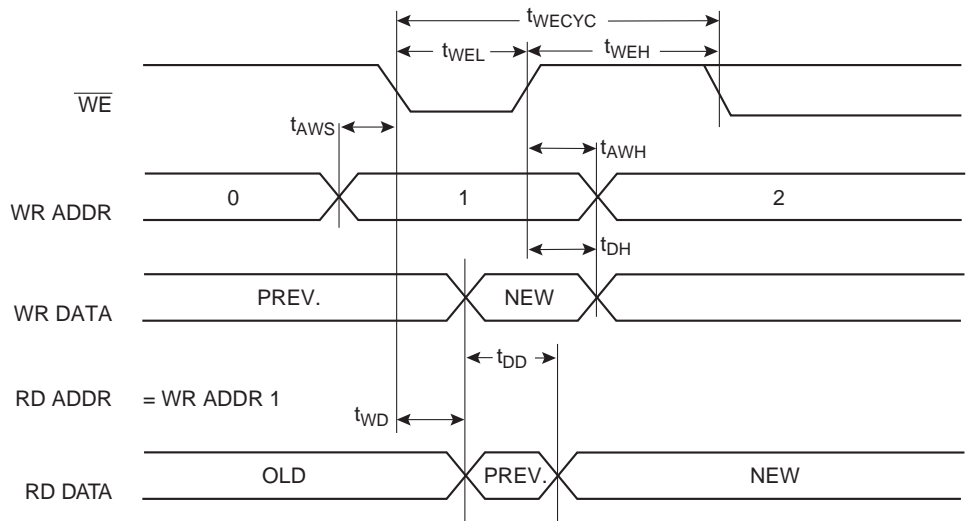 tWECYC
tWEL
tWEH
WE
tAWS
tAWH
WR ADDR
0
1
2
tDH
WR DATA
PREV.
NEW
tDD
RD ADDR = WR ADDR 1
tWD
RD DATA
OLD
PREV.
NEW